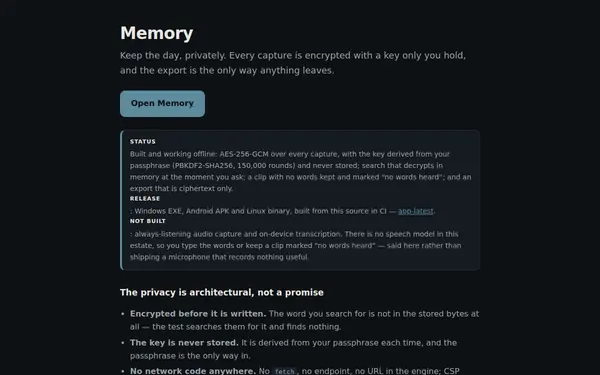 Memory
Keep the day, privately. Every capture is encrypted with a key only you hold,
and the export is the only way anything leaves.
Open Memory
STATUS
Built and working offline: AES-256-GCM over every capture, with the key derived from your
passphrase (PBKDF2-SHA256, 150,000 rounds) and never stored; search that decrypts in
memory at the moment you ask; a clip with no words kept and marked "no words heard"; and an
export that is ciphertext only.
RELEASE
: Windows EXE, Android APK and Linux binary, built from this source in CI — app-latest.
NOT BUILT
: always-listening audio capture and on-device transcription. There is no speech model in this
estate, so you type the words or keep a clip marked "no words heard" — said here rather than
shipping a microphone that records nothing useful.
The privacy is architectural, not a promise
• Encrypted before it is written. The word you search for is not in the stored bytes at
all — the test searches them for it and finds nothing.
• The key is never stored. It is derived from your passphrase each time, and the
passphrase is the only way in.
• No network code anywhere. No fetch, no endpoint, no URL in the engine; CSP